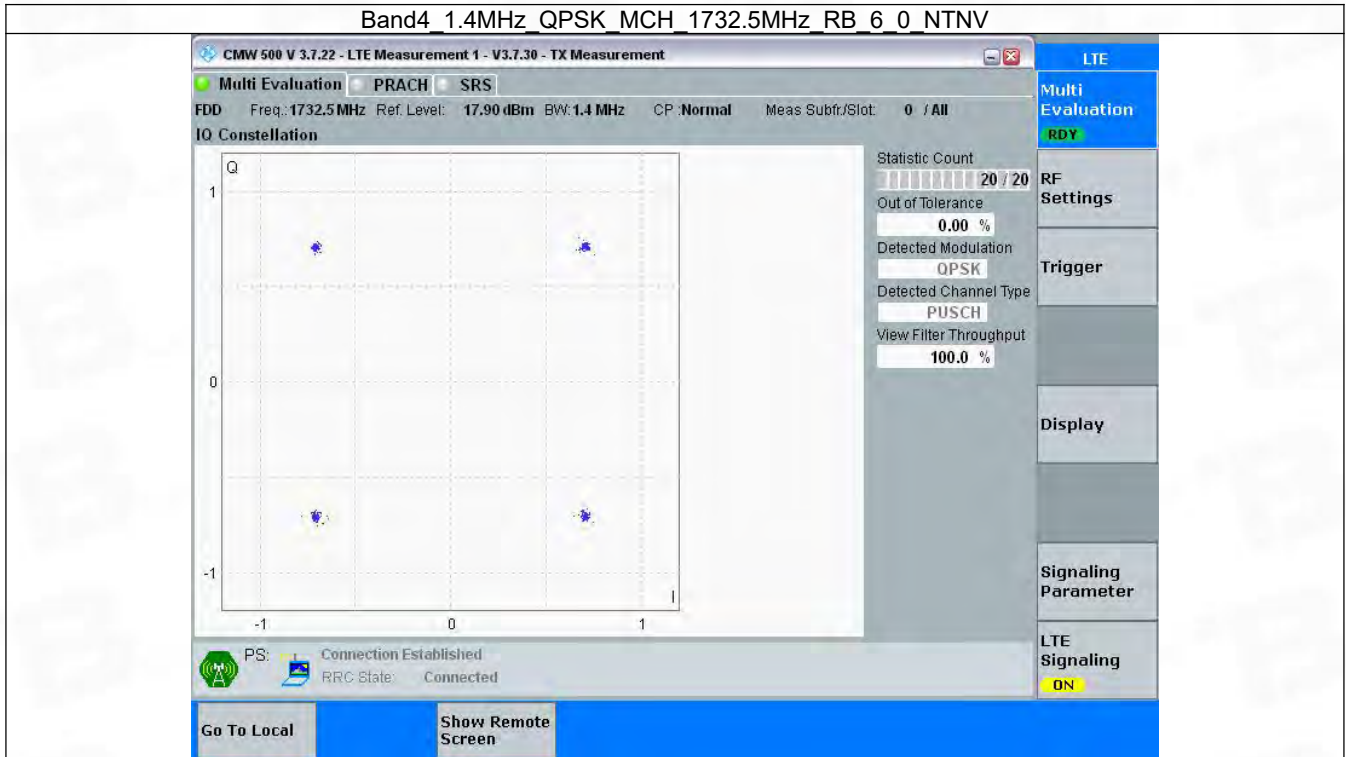 Band4_1.4MHz_QPSK_MCH_1732.5MHz_RB_6_0_NTNV
CMW 500 V 3.7.22 - LTE Measurement 1 - V3.7.30 - TX Measurement
LTE
Multi Evaluation PRACH SRS
Multi
Evaluation
RDY
FDD Freq.: 1732.5 MHz Ref. Level: 17.90 dBm BW: 1.4 MHz CP :Normal Meas Subfr./Slot: 0 / All
IQ Constellation
Q
1
0
-1
I
-1 0 1
Statistic Count
20 / 20
Out of Tolerance
0.00 %
Detected Modulation
QPSK
Detected Channel Type
PUSCH
View Filter Throughput
100.0 %
RF
Settings
Trigger
Display
Signaling
Parameter
LTE
Signaling
ON
PS: Connection Established
RRC State: Connected
Go To Local
Show Remote
Screen